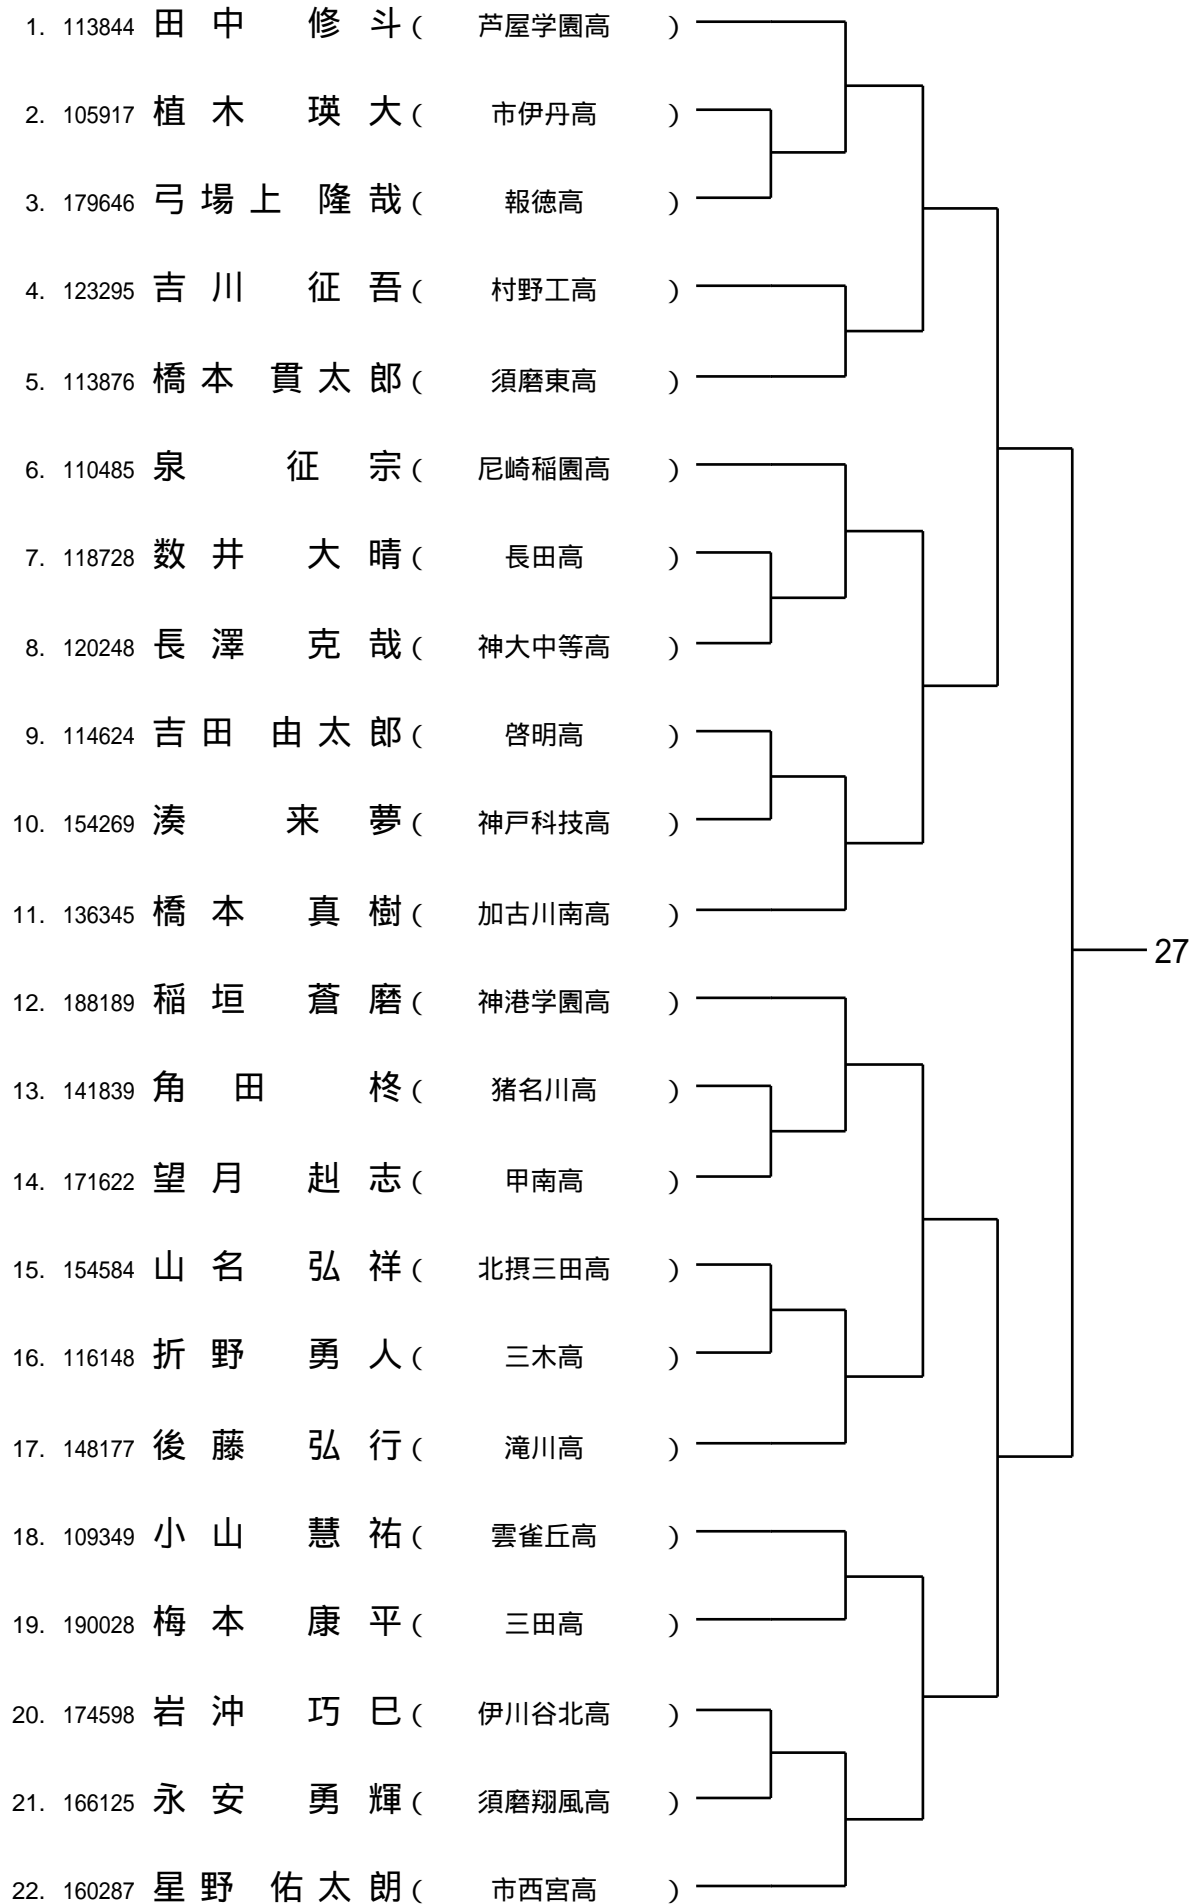 1. 113844 田中 修斗( 芦屋学園高 )
2. 105917 植木 瑛大( 市伊丹高 )
3. 179646 弓場上 隆哉( 報徳高 )
4. 123295 吉川 征吾( 村野工高 )
5. 113876 橋本 貫太郎( 須磨東高 )
6. 110485 泉 征宗( 尼崎稲園高 )
7. 118728 数井 大晴( 長田高 )
8. 120248 長澤 克哉( 神大中等高 )
9. 114624 吉田 由太郎( 啓明高 )
10. 154269 湊 来夢( 神戸科技高 )
11. 136345 橋本 真樹( 加古川南高 )
27
12. 188189 稲垣 蒼磨( 神港学園高 )
13. 141839 角田 柊( 猪名川高 )
14. 171622 望月 赳志( 甲南高 )
15. 154584 山名 弘祥( 北摂三田高 )
16. 116148 折野 勇人( 三木高 )
17. 148177 後藤 弘行( 滝川高 )
18. 109349 小山 慧祐( 雲雀丘高 )
19. 190028 梅本 康平( 三田高 )
20. 174598 岩沖 巧巳( 伊川谷北高 )
21. 166125 永安 勇輝( 須磨翔風高 )
22. 160287 星野 佑太朗( 市西宮高 )